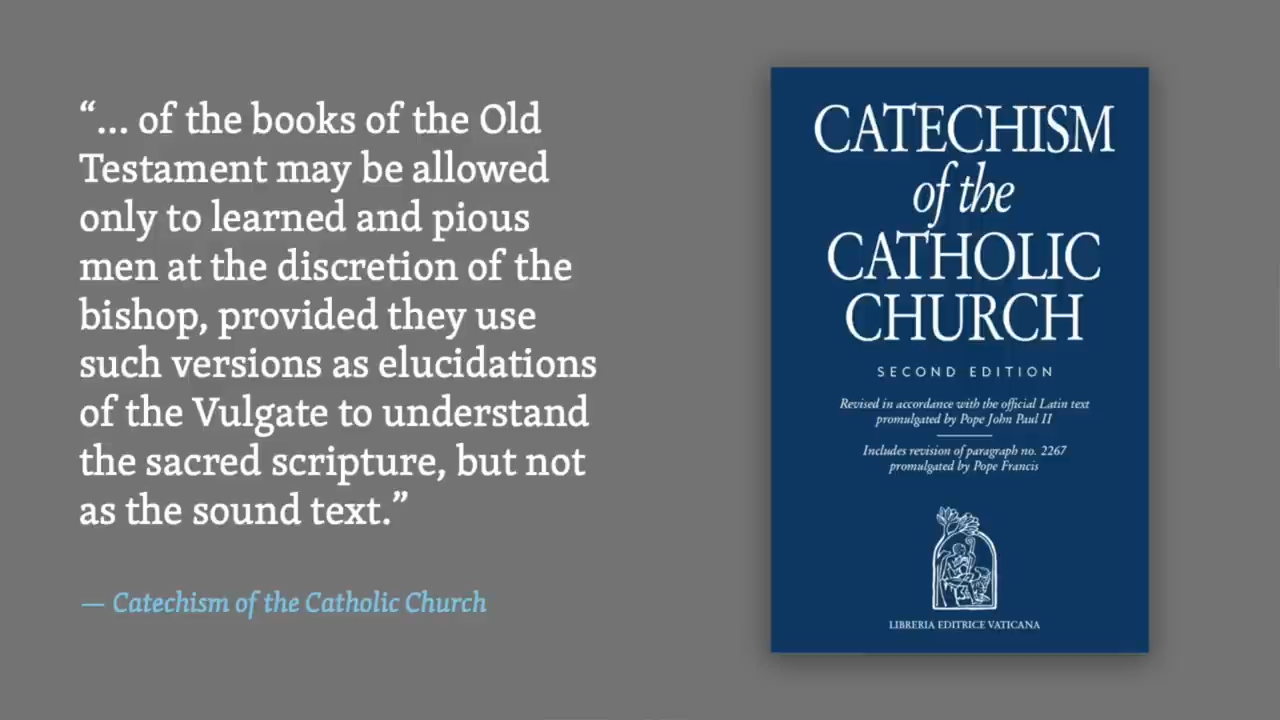 “... of the books of the Old
Testament may be allowed
only to learned and pious
men at the discretion of the
bishop, provided they use
such versions as elucidations
of the Vulgate to understand
the sacred scripture, but not
as the sound text.”
— Catechism of the Catholic Church
CATECHISM
of the
CATHOLIC
CHURCH
SECOND EDITION
Revised in accordance with the official Latin text
promulgated by Pope John Paul II
Includes revision of paragraph no. 2267
promulgated by Pope Francis
LIBRERIA EDITRICE VATICANA